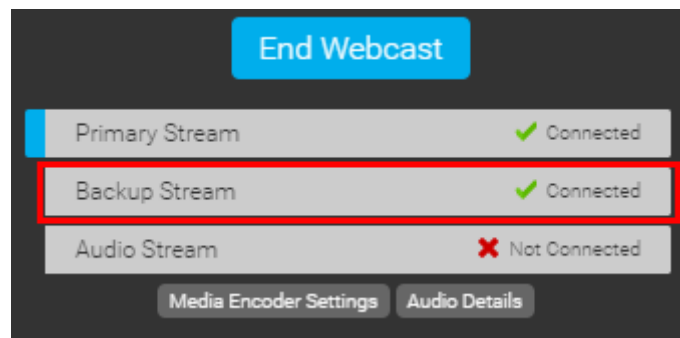 End Webcast
Primary Stream Connected
Backup Stream Connected
Audio Stream Not Connected
Media Encoder Settings Audio Details